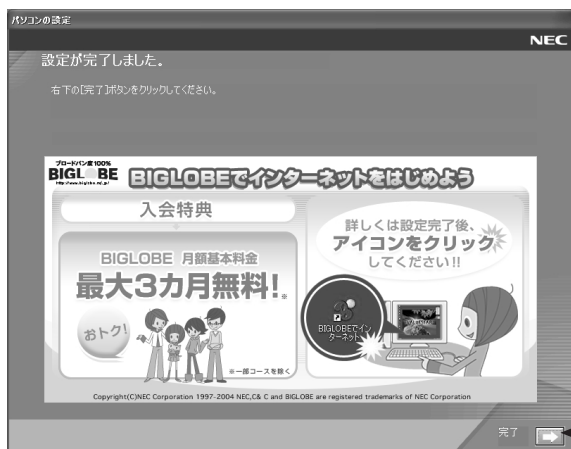 パソコンの設定
NEC
設定が完了しました。
右下の[完了]ボタンをクリックしてください。
ブロードバンド度100%
BIGLOBE
http://www.biglobe.ne.jp/
BIGLOBEでインターネットをはじめよう
入会特典
BIGLOBE 月額基本料金
最大3カ月無料!※
おトク!
※一部コースを除く
詳しくは設定完了後、
アイコンをクリック
してください!!
BIGLOBEでイン
ターネット
Copyright(C)NEC Corporation 1997-2004 NEC,C& C and BIGLOBE are registered trademarks of NEC Corporation
完了